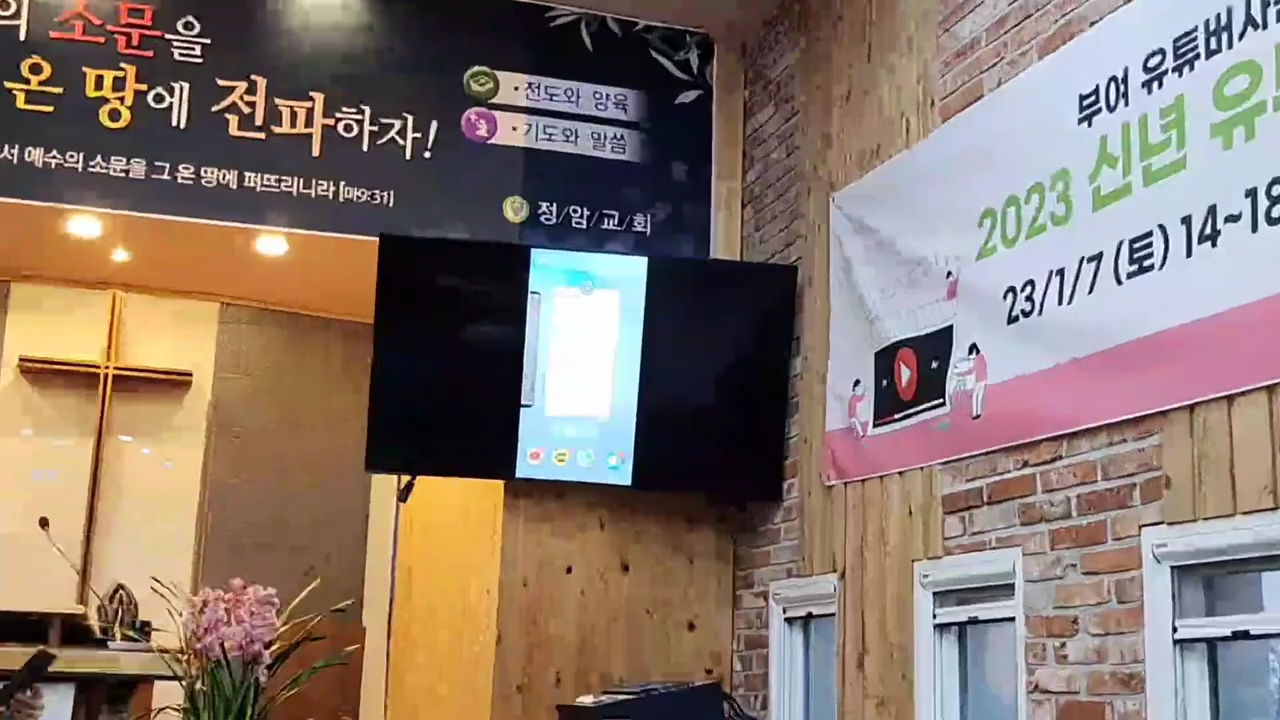 의 소문을
온 땅에 전파하자!
서 예수의 소문을 그 온 땅에 퍼뜨리니라 [마9:31]
· 전도와 양육
· 기도와 말씀
정/암/교/회
부여 유튜버사
2023 신년 유
23/1/7 (토) 14~18